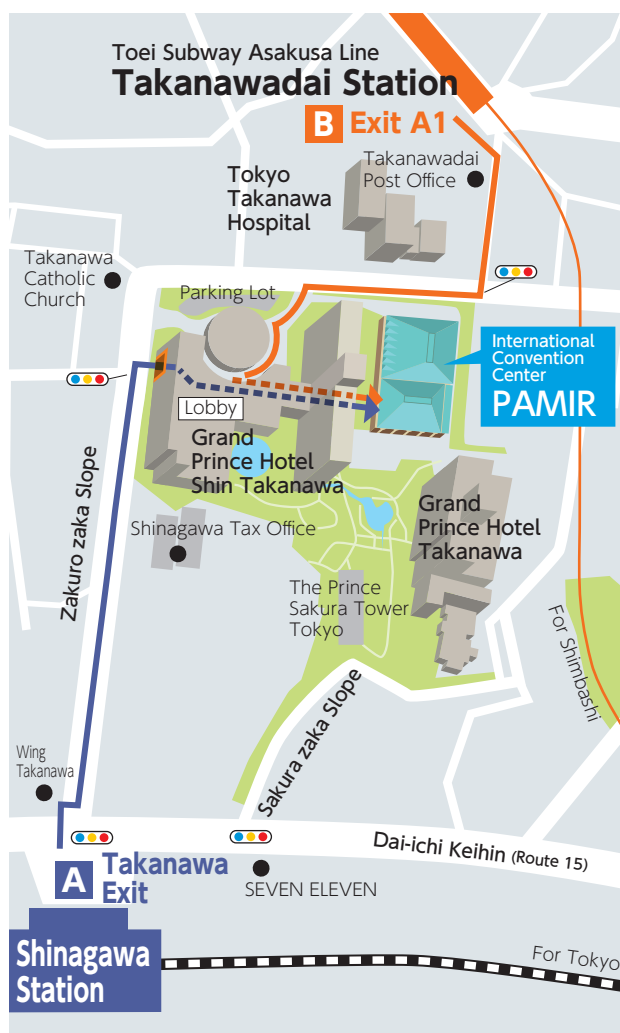 Toei Subway Asakusa Line
Takanawadai Station
B Exit A1
Takanawadai
Post Office
Tokyo
Takanawa
Hospital
Takanawa
Catholic
Church
Parking Lot
International
Convention
Center
PAMIR
Lobby
Grand
Prince Hotel
Shin Takanawa
Grand
Prince Hotel
Takanawa
Zakuro zaka Slope
Shinagawa Tax Office
The Prince
Sakura Tower
Tokyo
For Shimbashi
Sakura zaka Slope
Wing
Takanawa
Dai-ichi Keihin (Route 15)
A Takanawa
Exit
SEVEN ELEVEN
Shinagawa
Station
For Tokyo